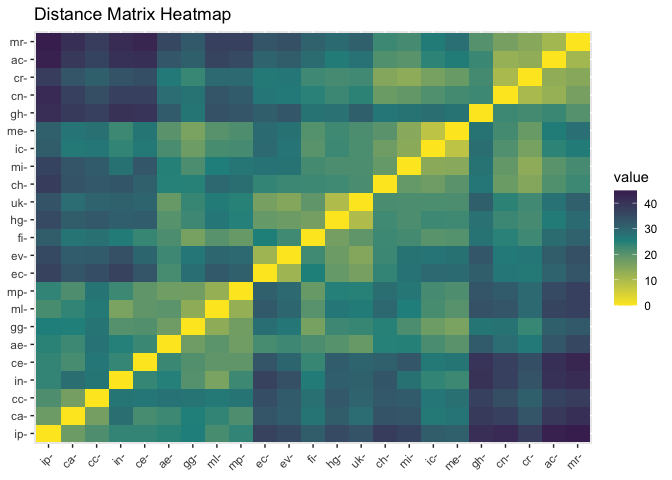 Distance Matrix Heatmap
mr-
ac-
cr-
cn-
gh-
me-
ic-
mi-
ch-
uk-
hg-
fi-
ev-
ec-
mp-
ml-
gg-
ae-
ce-
in-
cc-
ca-
ip-
ip- ca- cc- in- ce- ae- gg- ml- mp- ec- ev- fi- hg- uk- ch- mi- ic- me- gh- cn- cr- ac- mr-
value
40
30
20
10
0